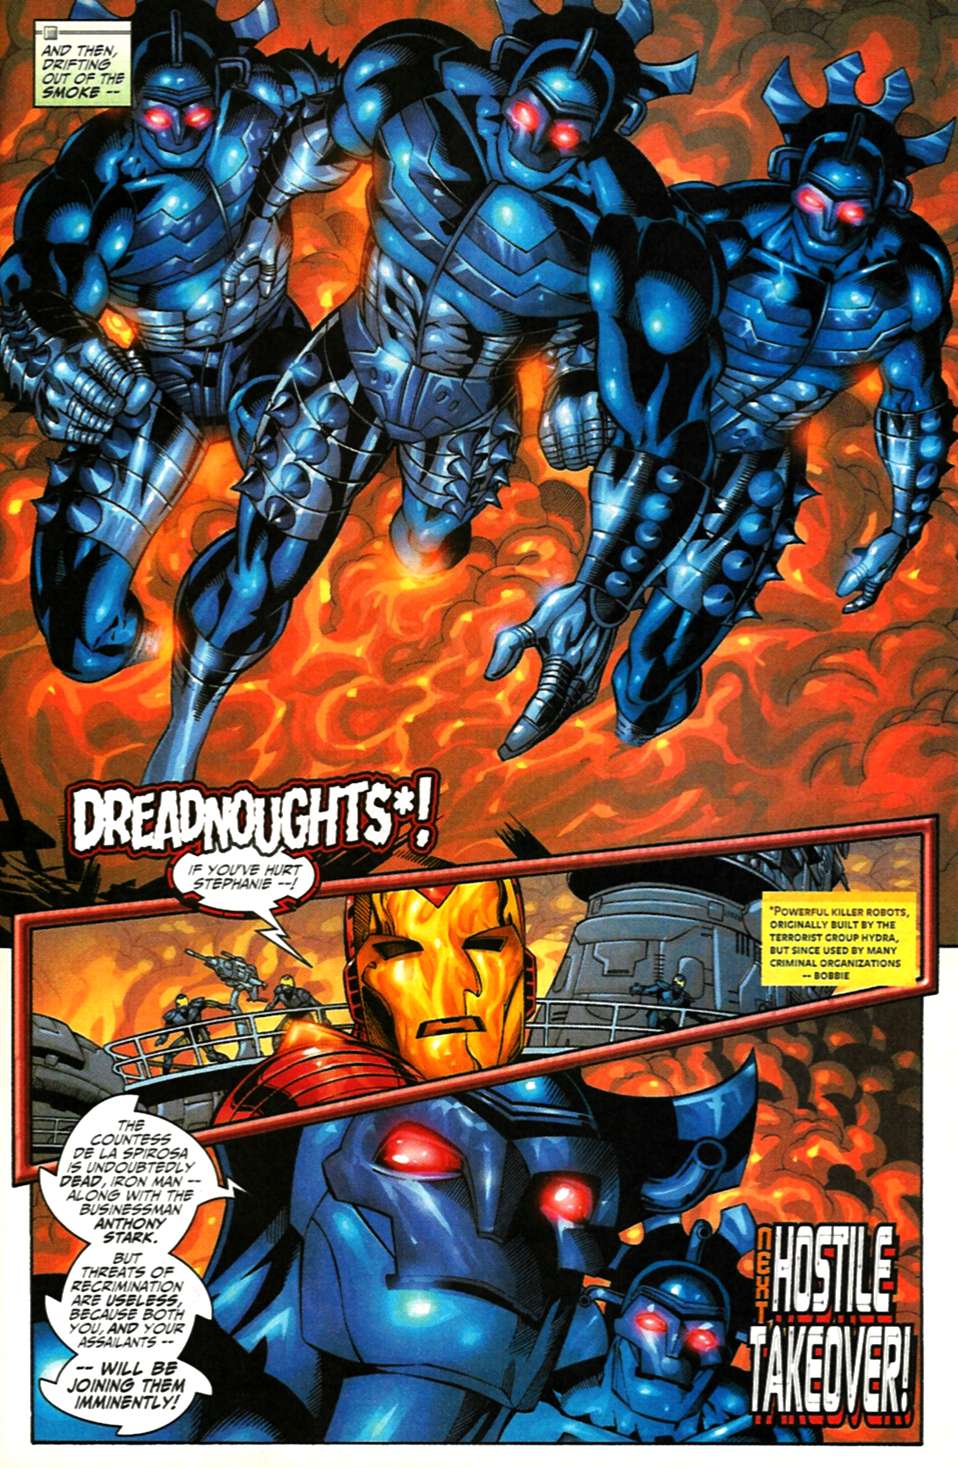 AND THEN,
DRIFTING
OUT OF THE
SMOKE --
DREADNOUGHTS*!
IF YOU'VE HURT
STEPHANIE --!
*POWERFUL KILLER ROBOTS,
ORIGINALLY BUILT BY THE
TERRORIST GROUP HYDRA,
BUT SINCE USED BY MANY
CRIMINAL ORGANIZATIONS
-- BOBBIE
THE
COUNTESS
DE LA SPIROSA
IS UNDOUBTEDLY
DEAD, IRON MAN --
ALONG WITH THE
BUSINESSMAN
ANTHONY
STARK.
BUT
THREATS OF
RECRIMINATION
ARE USELESS,
BECAUSE BOTH
YOU, AND YOUR
ASSAILANTS --
-- WILL BE
JOINING THEM
IMMINENTLY!
NEXT
HOSTILE
TAKEOVER!